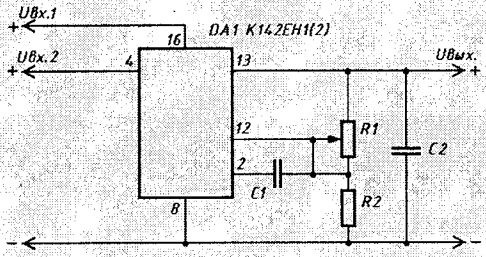 + Uвх.1
16
DA1 К142ЕН1(2)
+ Uвх.2
4
13
Uвых. +
12
R1
2
C1
C2
8
R2
- -